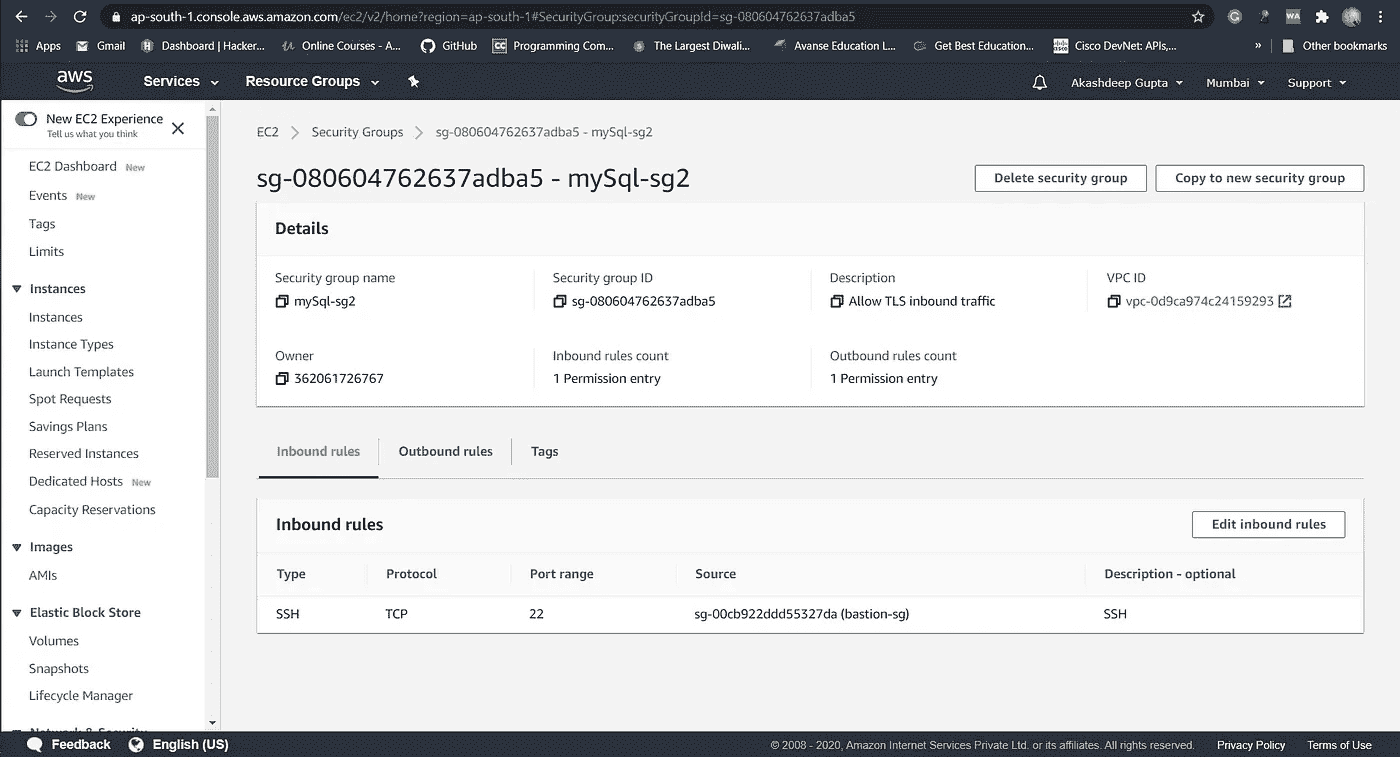 ap-south-1.console.aws.amazon.com/ec2/v2/home?region=ap-south-1#SecurityGroup:securityGroupId=sg-080604762637adba5
Apps Gmail Dashboard | Hacker... Online Courses - A... GitHub Programming Com... The Largest Diwali... Avanse Education L... Get Best Education... Cisco DevNet: APIs,... » Other bookmarks
aws Services Resource Groups Akashdeep Gupta Mumbai Support
New EC2 Experience
Tell us what you think
EC2 Dashboard New
Events New
Tags
Limits
Instances
Instances
Instance Types
Launch Templates
Spot Requests
Savings Plans
Reserved Instances
Dedicated Hosts New
Capacity Reservations
Images
AMIs
Elastic Block Store
Volumes
Snapshots
Lifecycle Manager
Network & Security
EC2 > Security Groups > sg-080604762637adba5 - mySql-sg2
sg-080604762637adba5 - mySql-sg2
Delete security group Copy to new security group
Details
Security group name Security group ID Description VPC ID
mySql-sg2 sg-080604762637adba5 Allow TLS inbound traffic vpc-0d9ca974c24159293
Owner Inbound rules count Outbound rules count
362061726767 1 Permission entry 1 Permission entry
Inbound rules Outbound rules Tags
Inbound rules Edit inbound rules
Type Protocol Port range Source Description - optional
SSH TCP 22 sg-00cb922ddd55327da (bastion-sg) SSH
Feedback English (US) © 2008 - 2020, Amazon Internet Services Private Ltd. or its affiliates. All rights reserved. Privacy Policy Terms of Use